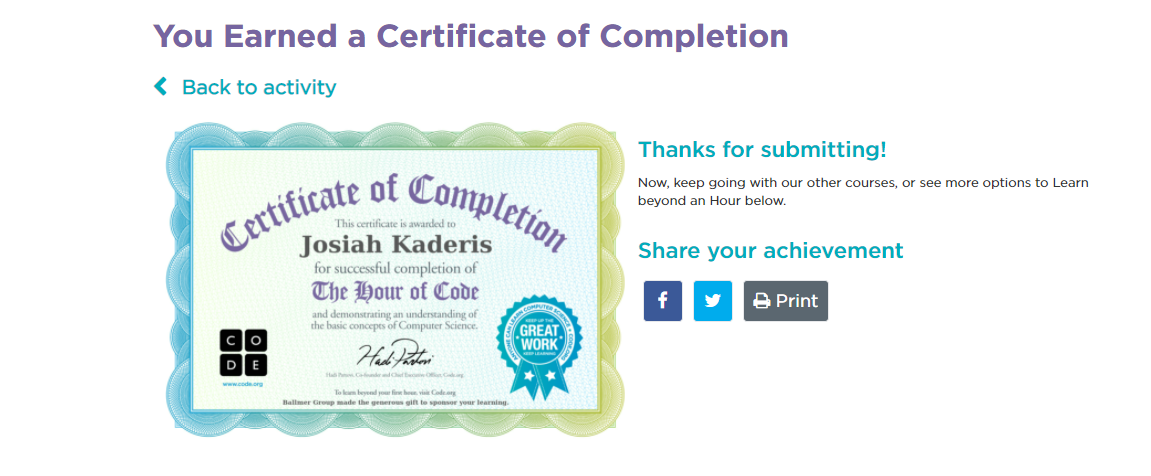 You Earned a Certificate of Completion
Back to activity
Certificate of Completion
This certificate is awarded to
Josiah Kaderis
for successful completion of
The Hour of Code
and demonstrating an understanding of
the basic concepts of Computer Science.
Hadi Partovi
Hadi Partovi, Co-founder and Chief Executive Officer, Code.org
To learn beyond your first hour, visit Code.org
Ballmer Group made the generous gift to sponsor your learning.
C O
D E
www.code.org
ANYONE CAN LEARN COMPUTER SCIENCE • CODE.ORG
KEEP UP THE
GREAT
WORK
KEEP LEARNING
Thanks for submitting!
Now, keep going with our other courses, or see more options to Learn
beyond an Hour below.
Share your achievement
f
Print